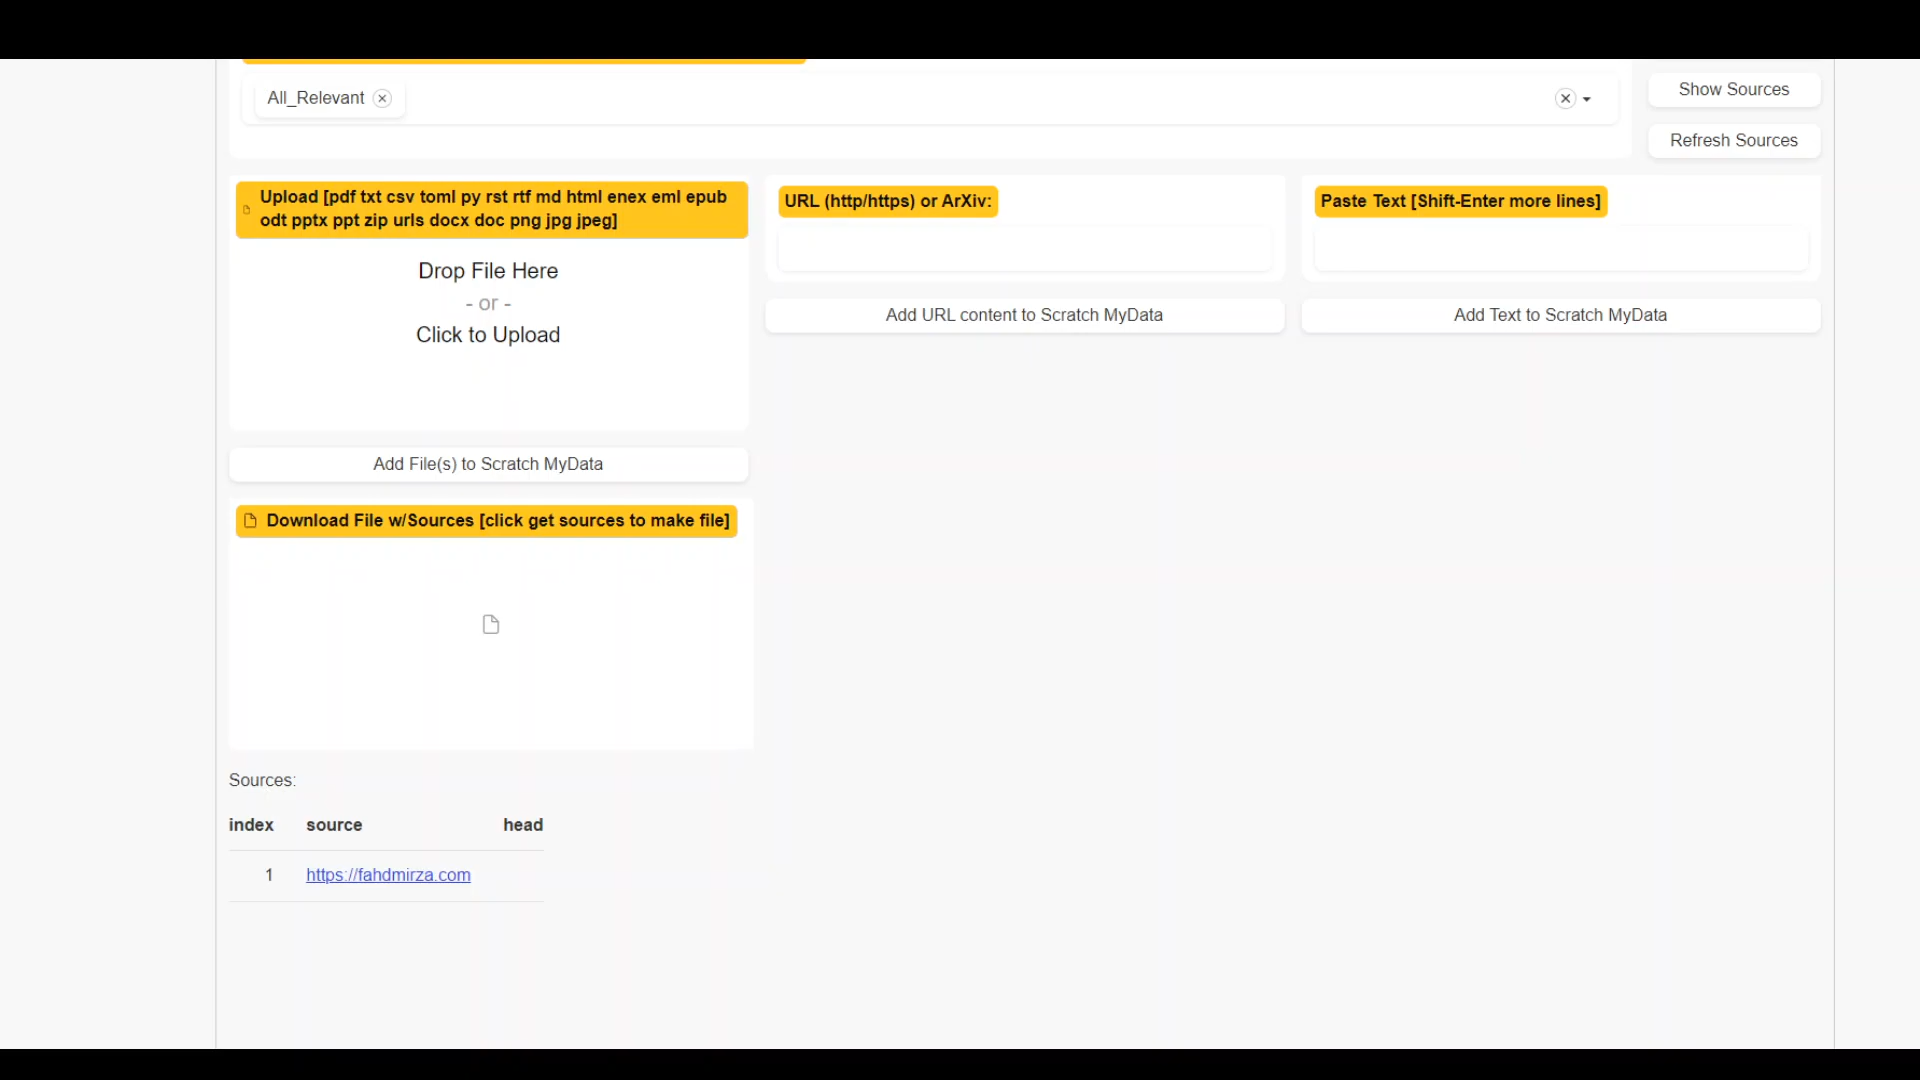 All_Relevant
Show Sources
Refresh Sources
Upload [pdf txt csv toml py rst rtf md html enex eml epub
odt pptx ppt zip urls docx doc png jpg jpeg]
Drop File Here
- or -
Click to Upload
Add File(s) to Scratch MyData
URL (http/https) or ArXiv:
Add URL content to Scratch MyData
Paste Text [Shift-Enter more lines]
Add Text to Scratch MyData
Download File w/Sources [click get sources to make file]
Sources:
index source head
1 https://fahdmirza.com